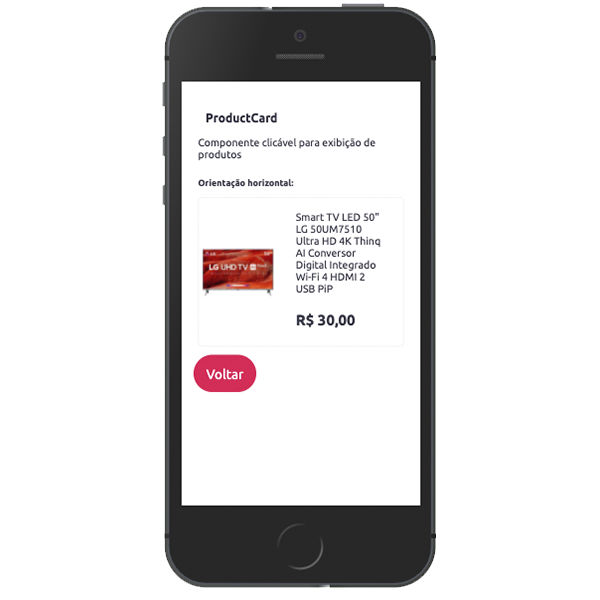 ProductCard
Componente clicável para exibição de
produtos
Orientação horizontal:
Smart TV LED 50"
LG 50UM7510
Ultra HD 4K Thinq
AI Conversor
Digital Integrado
Wi-Fi 4 HDMI 2
USB PiP
LG UHD TV
R$ 30,00
Voltar